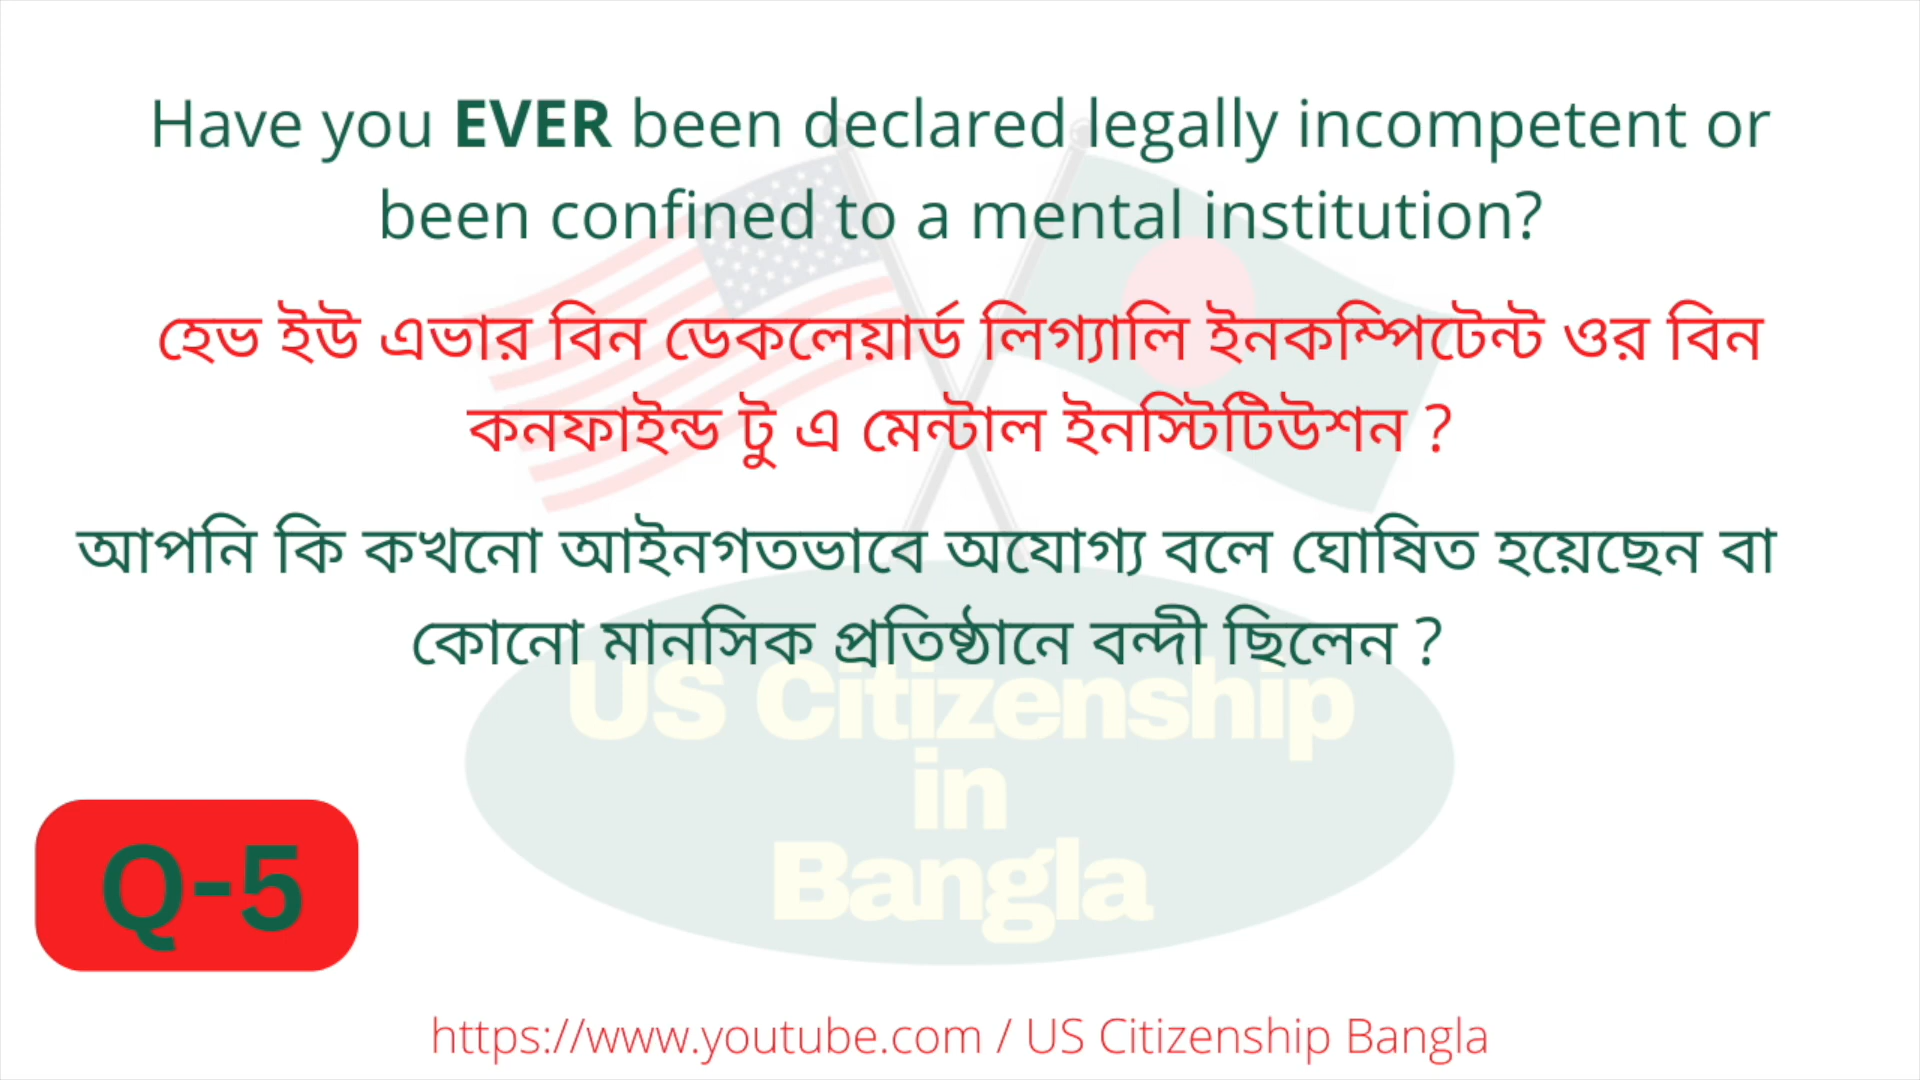 Have you EVER been declared legally incompetent or
been confined to a mental institution?
হেভ ইউ এভার বিন ডেকলেয়ার্ড লিগ্যালি ইনকম্পিটেন্ট ওর বিন
কনফাইন্ড টু এ মেন্টাল ইনস্টিটিউশন ?
আপনি কি কখনো আইনগতভাবে অযোগ্য বলে ঘোষিত হয়েছেন বা
কোনো মানসিক প্রতিষ্ঠানে বন্দী ছিলেন ?
US Citizenship
in
Bangla
Q-5
https://www.youtube.com / US Citizenship Bangla